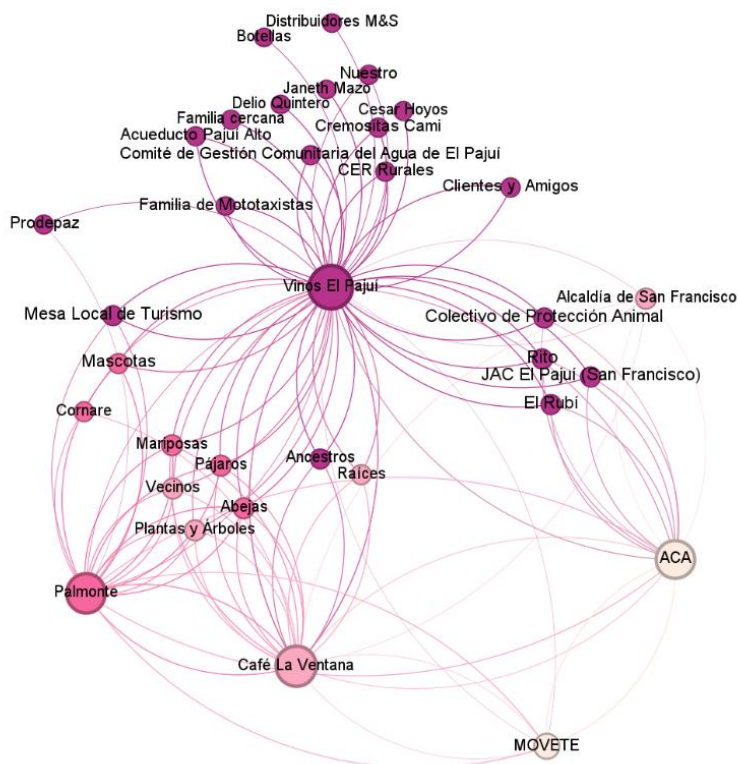 Distribuidores M&S
Botellas
Nuestro
Janeth Mazo
Delio Quintero
Cesar Hoyos
Familia cercana
Cremositas Cami
Acueducto Pajuí Alto
Comité de Gestión Comunitaria del Agua de El Pajuí
CER Rurales
Clientes y Amigos
Familia de Mototaxistas
Prodepaz
Vinos El Pajuí
Alcaldía de San Francisco
Mesa Local de Turismo
Colectivo de Protección Animal
Rito
Mascotas
JAC El Pajuí (San Francisco)
El Rubí
Cornare
Mariposas
Ancestros
Pájaros
Raíces
Vecinos
Abejas
Plantas y Árboles
ACA
Palmonte
Café La Ventana
MOVETE